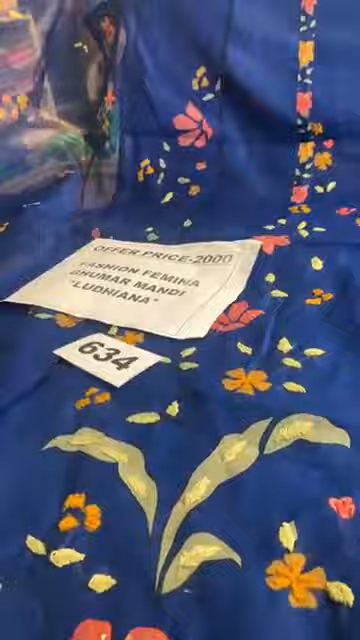 OFFER PRICE-2000
FASHION FEMINA
GHUMAR MANDI
"LUDHIANA"
634